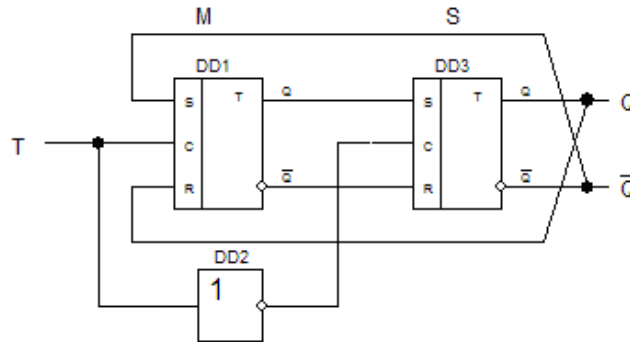 M S
DD1 DD3
S T Q S T Q Q
T C C
R Q̅ R Q̅ Q̅
DD2
1